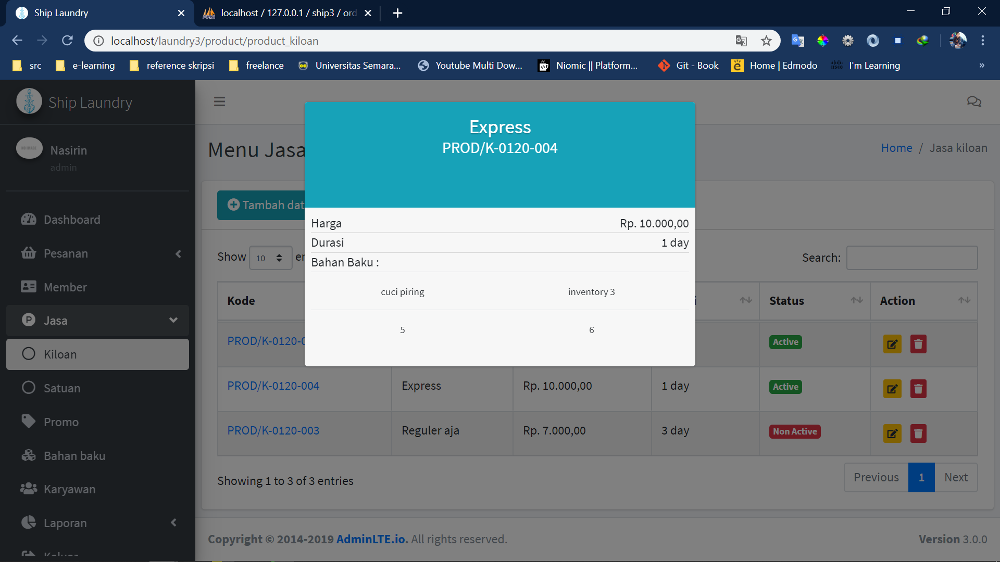 Ship Laundry
localhost / 127.0.0.1 / ship3 / ord
localhost/laundry3/product/product_kiloan
src
e-learning
reference skripsi
freelance
Universitas Semara...
Youtube Multi Dow...
Niomic || Platform...
Git - Book
Home | Edmodo
I'm Learning
»
Ship Laundry
Nasirin
admin
Dashboard
Pesanan
Member
Jasa
Kiloan
Satuan
Promo
Bahan baku
Karyawan
Laporan
Menu Jasa
Home / Jasa kiloan
Tambah dat
Show 10 en
Search:
Kode
Status
Action
PROD/K-0120-0
Active
PROD/K-0120-004
Express
Rp. 10.000,00
1 day
Active
PROD/K-0120-003
Reguler aja
Rp. 7.000,00
3 day
Non Active
Showing 1 to 3 of 3 entries
Previous
1
Next
Express
PROD/K-0120-004
Harga
Rp. 10.000,00
Durasi
1 day
Bahan Baku :
cuci piring
inventory 3
5
6
Copyright © 2014-2019 AdminLTE.io. All rights reserved.
Version 3.0.0